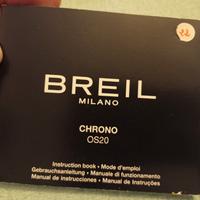 BREIL
MILANO
CHRONO
OS20
Instruction book • Mode d'emploi
Gebrauchsanleitung • Manuale di funzionamento
Manual de instrucciones • Manual de Instruções